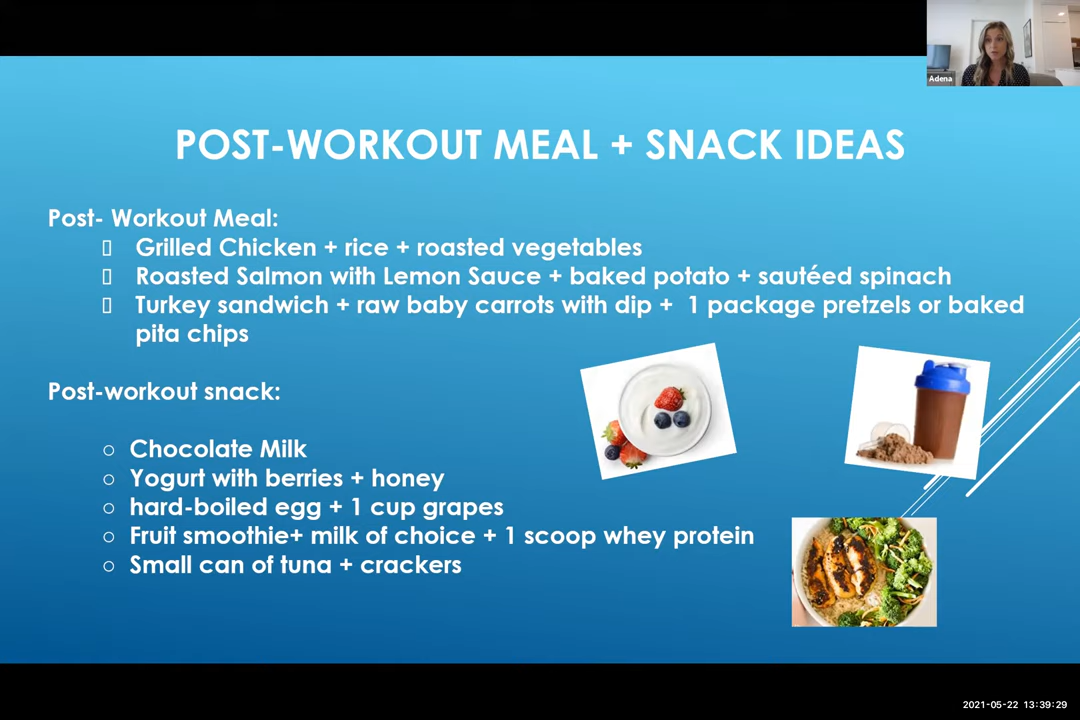 Adena
POST-WORKOUT MEAL + SNACK IDEAS
Post- Workout Meal:
Grilled Chicken + rice + roasted vegetables
Roasted Salmon with Lemon Sauce + baked potato + sautéed spinach
Turkey sandwich + raw baby carrots with dip + 1 package pretzels or baked
pita chips
Post-workout snack:
Chocolate Milk
Yogurt with berries + honey
hard-boiled egg + 1 cup grapes
Fruit smoothie+ milk of choice + 1 scoop whey protein
Small can of tuna + crackers
2021-05-22 13:39:29